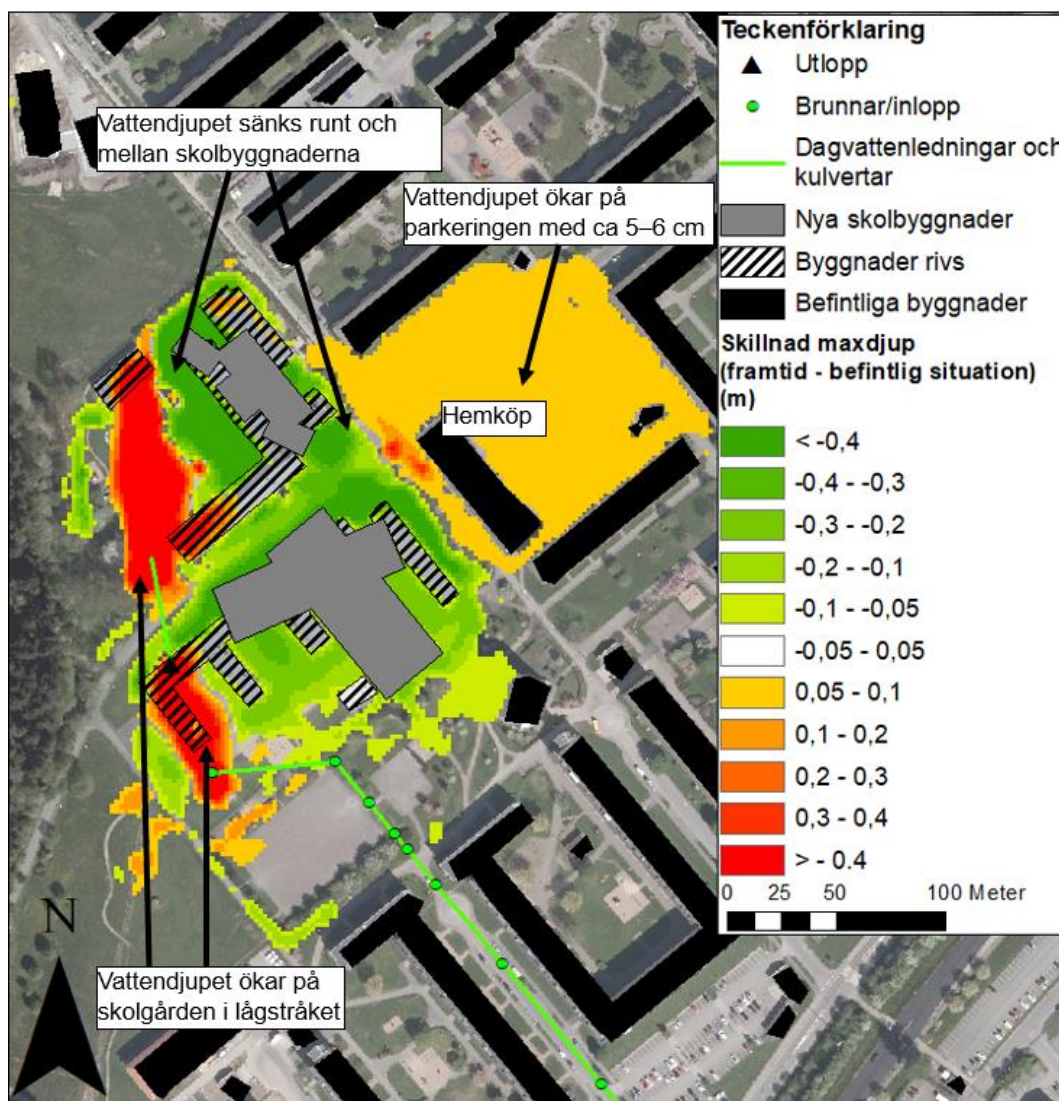 Vattendjupet sänks runt och
mellan skolbyggnaderna
Vattendjupet ökar på
parkeringen med ca 5–6 cm
Hemköp
Vattendjupet ökar på
skolgården i lågstråket
N
Teckenförklaring
Utlopp
Brunnar/inlopp
Dagvattenledningar och
kulvertar
Nya skolbyggnader
Byggnader rivs
Befintliga byggnader
Skillnad maxdjup
(framtid - befintlig situation)
(m)
< -0,4
-0,4 - -0,3
-0,3 - -0,2
-0,2 - -0,1
-0,1 - -0,05
-0,05 - 0,05
0,05 - 0,1
0,1 - 0,2
0,2 - 0,3
0,3 - 0,4
> - 0.4
0 25 50 100 Meter